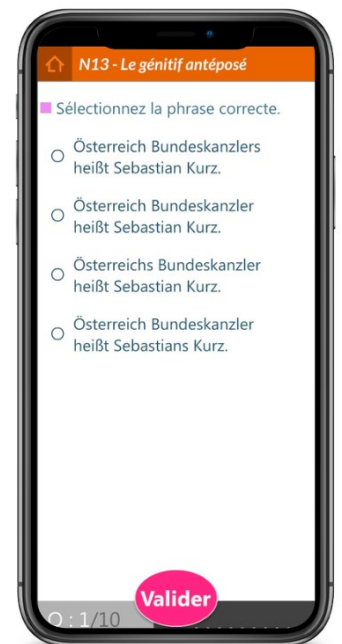 N13 - Le génitif antéposé
Sélectionnez la phrase correcte.
Österreich Bundeskanzlers
heißt Sebastian Kurz.
Österreich Bundeskanzler
heißt Sebastian Kurz.
Österreichs Bundeskanzler
heißt Sebastian Kurz.
Österreich Bundeskanzler
heißt Sebastians Kurz.
Valider
Q : 1/10